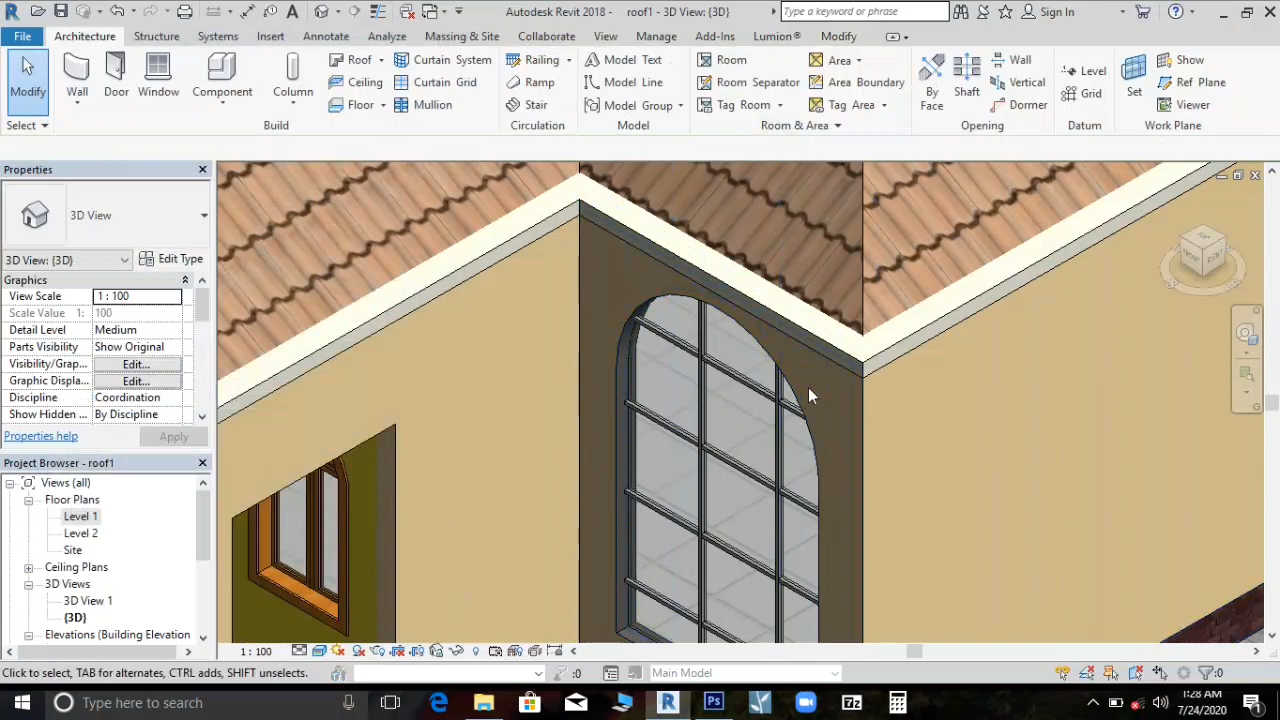 Autodesk Revit 2018 -    roof1 - 3D View: {3D}
Type a keyword or phrase
Sign In
File Architecture Structure Systems Insert Annotate Analyze Massing & Site Collaborate View Manage Add-Ins Lumion® Modify
Modify
Wall
Door
Window
Component
Column
Roof
Ceiling
Floor
Curtain System
Curtain Grid
Mullion
Railing
Ramp
Stair
Model Text
Model Line
Model Group
Room
Room Separator
Tag Room
Area
Area Boundary
Tag Area
By
Face
Shaft
Wall
Vertical
Dormer
Level
Grid
Set
Show
Ref Plane
Viewer
Select Build Circulation Model Room & Area Opening Datum Work Plane
Properties
3D View
3D View: {3D} Edit Type
Graphics
View Scale 1 : 100
Scale Value 1: 100
Detail Level Medium
Parts Visibility Show Original
Visibility/Grap... Edit...
Graphic Displa... Edit...
Discipline Coordination
Show Hidden ... By Discipline
Properties help Apply
Project Browser - roof1
Views (all)
Floor Plans
Level 1
Level 2
Site
Ceiling Plans
3D Views
3D View 1
{3D}
Elevations (Building Elevation
1 : 100
Click to select, TAB for alternates, CTRL adds, SHIFT unselects.
:0
Main Model
:0
Type here to search
1:28 AM
7/24/2020